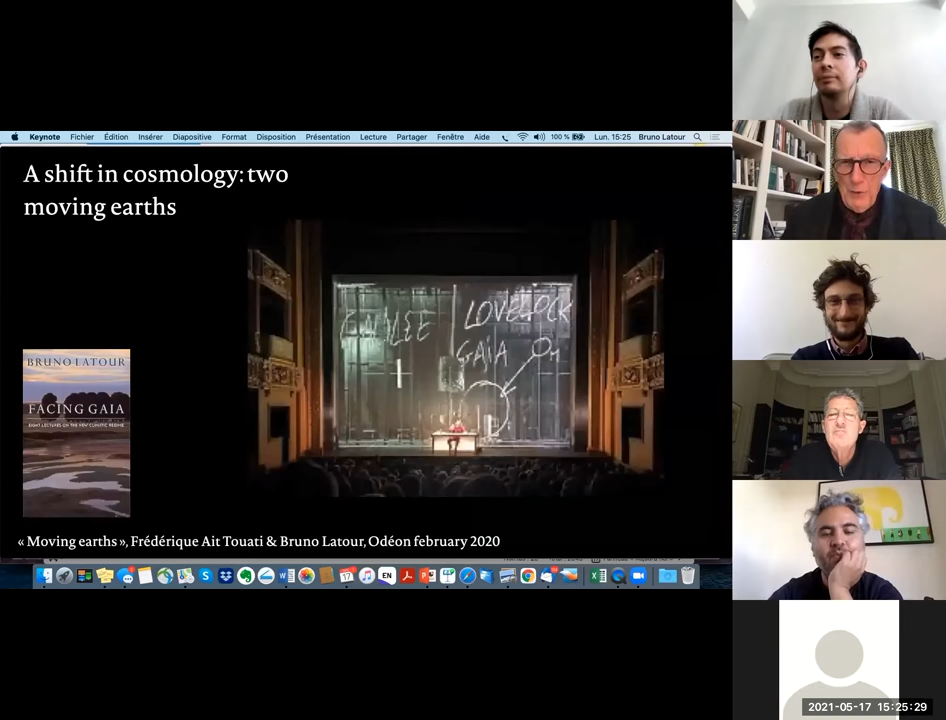 Keynote Fichier Édition Insérer Diapositive Format Disposition Présentation Lecture Partager Fenêtre Aide 100 % Lun. 15:25 Bruno Latour
A shift in cosmology: two
moving earths
LOVELOCK
GAIA
BRUNO LATOUR
FACING GAIA
EIGHT LECTURES ON THE NEW CLIMATIC REGIME
« Moving earths », Frédérique Ait Touati & Bruno Latour, Odéon february 2020
17
EN
2021-05-17 15:25:29